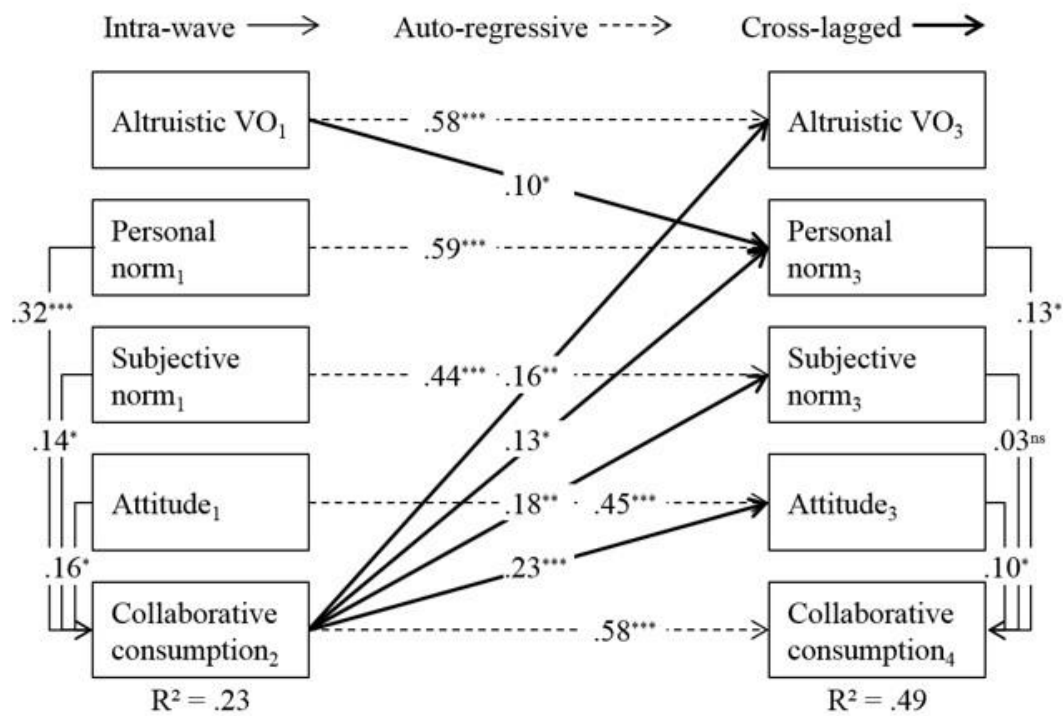 Intra-wave Auto-regressive Cross-lagged
Altruistic VO₁ .58*** Altruistic VO₃
.10*
Personal
norm₁
.59***
Personal
norm₃
.32*** .13*
Subjective
norm₁
.44*** .16**
Subjective
norm₃
.14* .13* .03ⁿˢ
Attitude₁ .18** .45*** Attitude₃
.16* .23*** .10*
Collaborative
consumption₂
.58***
Collaborative
consumption₄
R² = .23 R² = .49